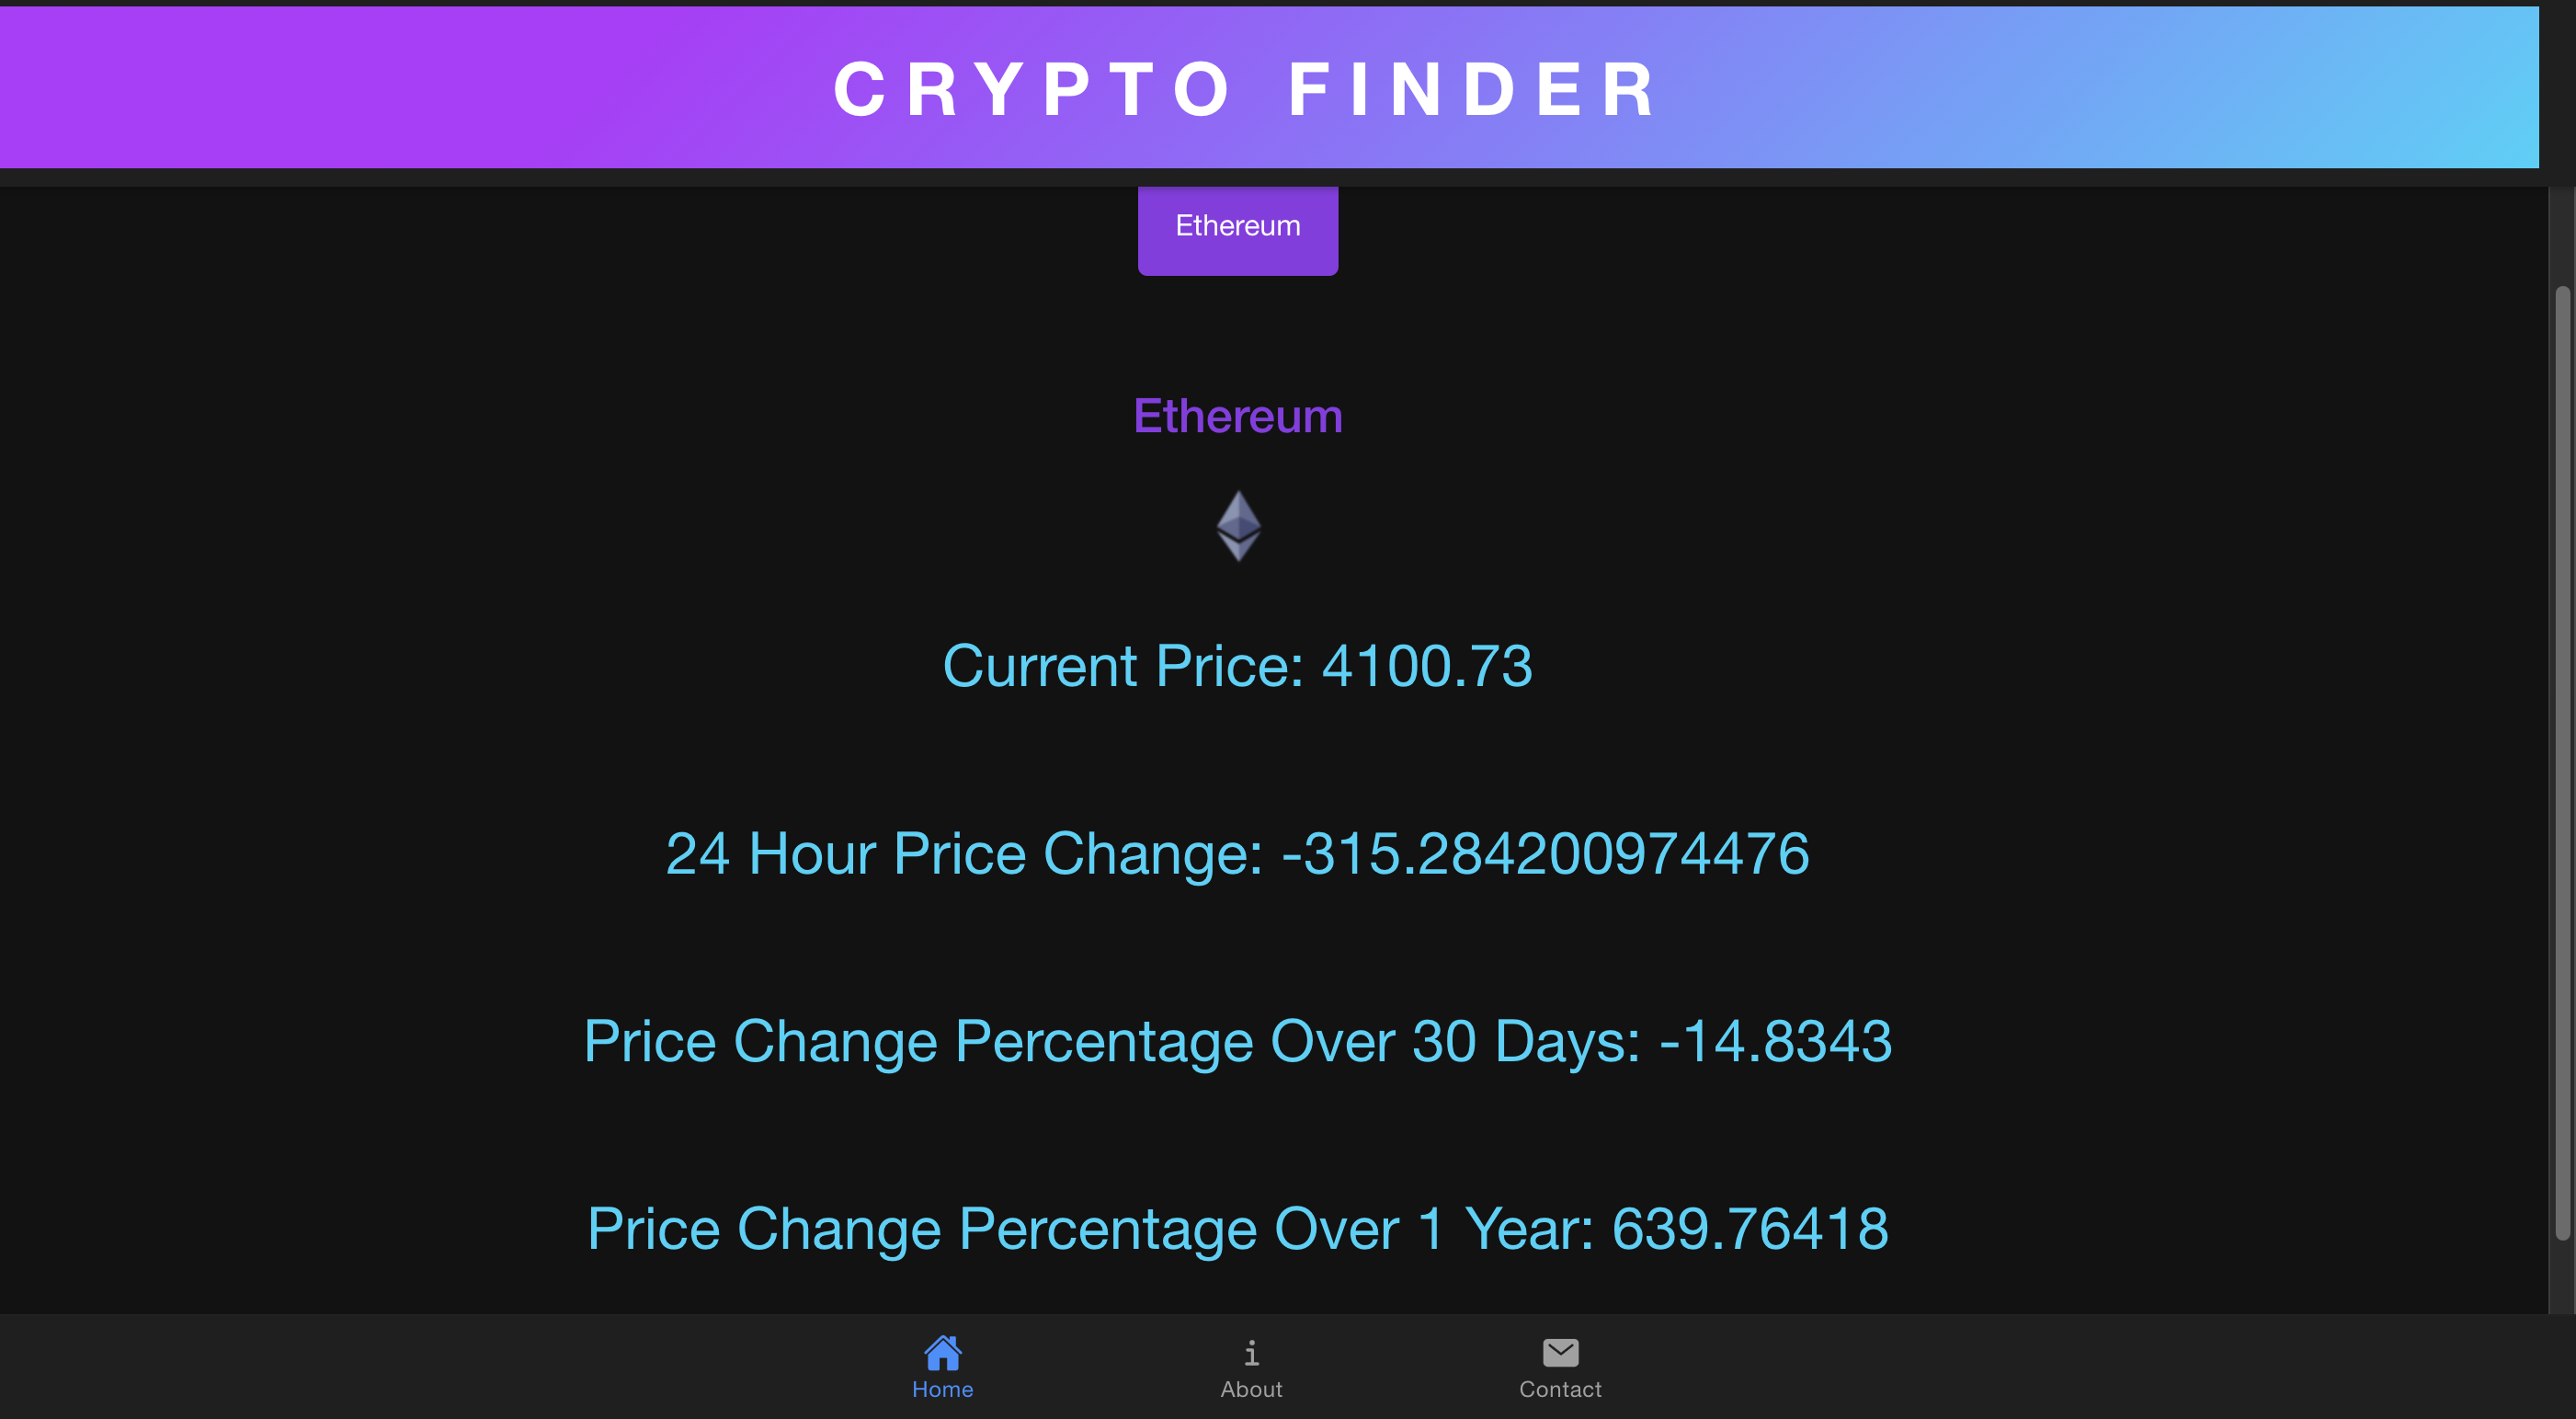 CRYPTO FINDER
Ethereum
Ethereum
Current Price: 4100.73
24 Hour Price Change: -315.284200974476
Price Change Percentage Over 30 Days: -14.8343
Price Change Percentage Over 1 Year: 639.76418
Home
About
Contact